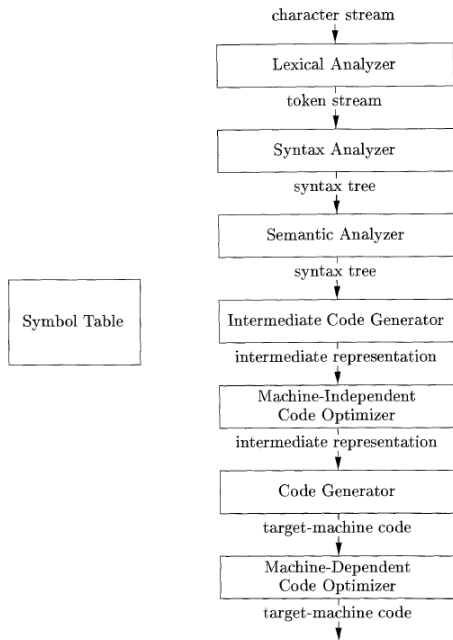 character stream
Lexical Analyzer
token stream
Syntax Analyzer
syntax tree
Semantic Analyzer
syntax tree
Symbol Table
Intermediate Code Generator
intermediate representation
Machine-Independent
Code Optimizer
intermediate representation
Code Generator
target-machine code
Machine-Dependent
Code Optimizer
target-machine code